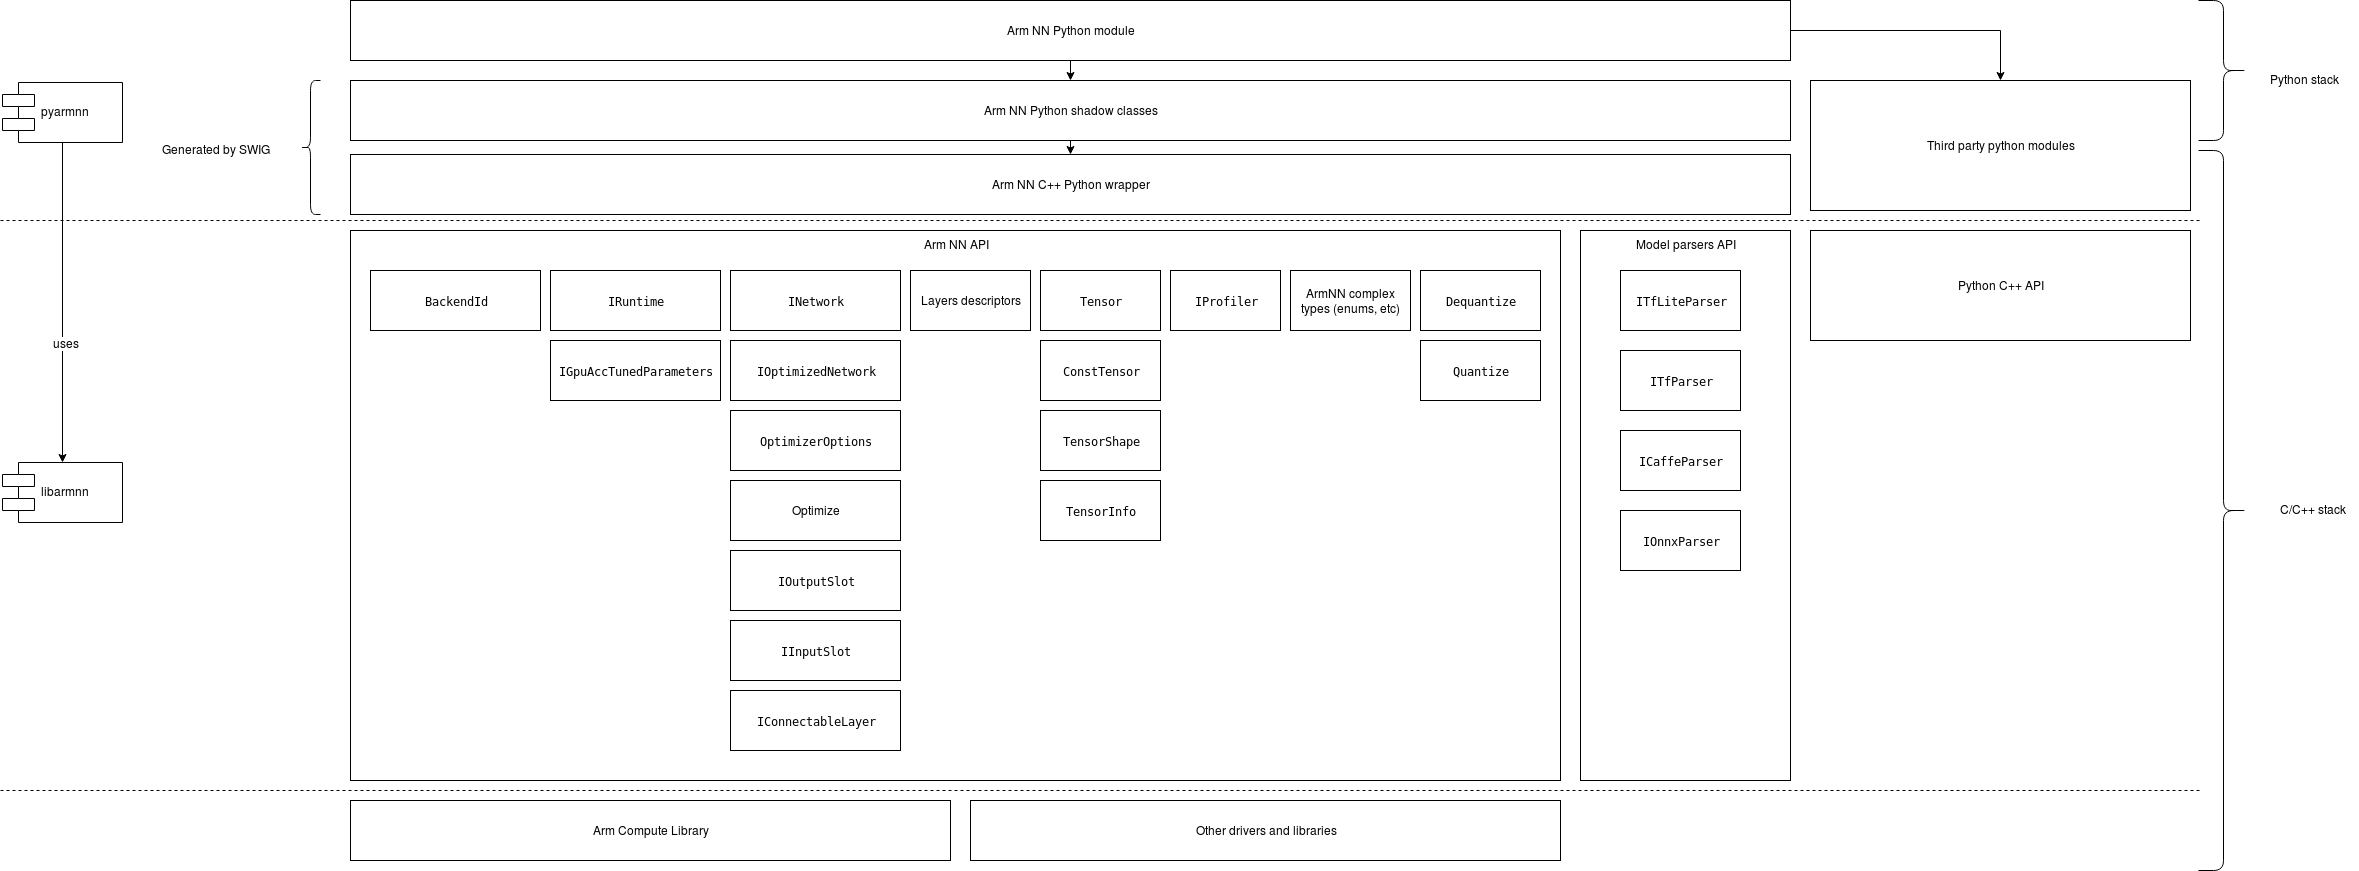 Arm NN Python module
Python stack
pyarmnn
Generated by SWIG
Arm NN Python shadow classes
Third party python modules
Arm NN C++ Python wrapper
uses
libarmnn
Arm NN API
BackendId
IRuntime
INetwork
Layers descriptors
Tensor
IProfiler
ArmNN complex
types (enums, etc)
Dequantize
IGpuAccTunedParameters
IOptimizedNetwork
ConstTensor
Quantize
OptimizerOptions
TensorShape
Optimize
TensorInfo
IOutputSlot
IInputSlot
IConnectableLayer
Model parsers API
ITfLiteParser
ITfParser
ICaffeParser
IOnnxParser
Python C++ API
C/C++ stack
Arm Compute Library
Other drivers and libraries